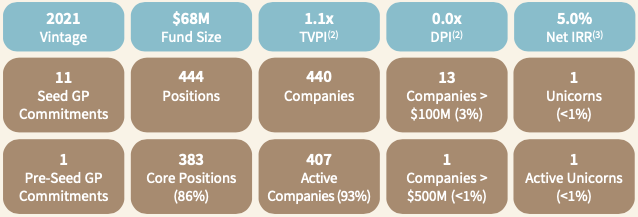 2021
Vintage
$68M
Fund Size
1.1x
TVPI(2)
0.0x
DPI(2)
5.0%
Net IRR(3)
11
Seed GP
Commitments
444
Positions
440
Companies
13
Companies >
$100M (3%)
1
Unicorns
(<1%)
1
Pre-Seed GP
Commitments
383
Core Positions
(86%)
407
Active
Companies (93%)
1
Companies >
$500M (<1%)
1
Active Unicorns
(<1%)